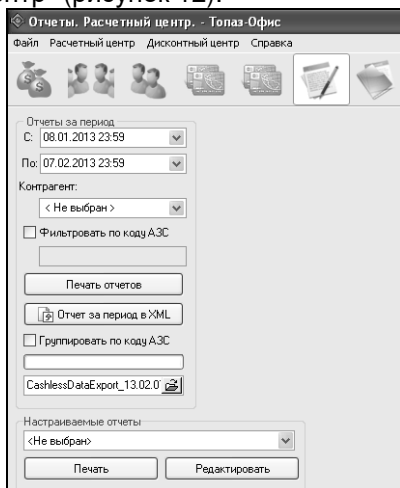 нтр" (рисунок 12).
Отчеты. Расчетный центр. - Топаз-Офис
Файл Расчетный центр Дисконтный центр Справка
Отчеты за период
С: 08.01.2013 23:59
По: 07.02.2013 23:59
Контрагент:
< Не выбран >
Фильтровать по коду АЗС
Печать отчетов
Отчет за период в XML
Группировать по коду АЗС
CashlessDataExport_13.02.0
Настраиваемые отчеты
<Не выбран>
Печать Редактировать